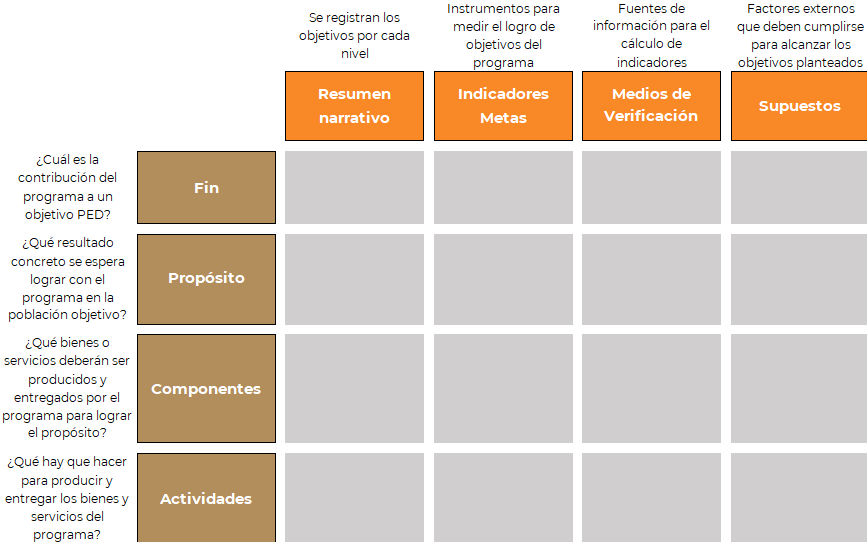 Se registran los
objetivos por cada
nivel
Instrumentos para
medir el logro de
objetivos del
programa
Fuentes de
información para el
cálculo de
indicadores
Factores externos
que deben cumplirse
para alcanzar los
objetivos planteados
Resumen
narrativo
Indicadores
Metas
Medios de
Verificación
Supuestos
¿Cuál es la
contribución del
programa a un
objetivo PED?
Fin
¿Qué resultado
concreto se espera
lograr con el
programa en la
población objetivo?
Propósito
¿Qué bienes o
servicios deberán ser
producidos y
entregados por el
programa para lograr
el propósito?
Componentes
¿Qué hay que hacer
para producir y
entregar los bienes y
servicios del
programa?
Actividades